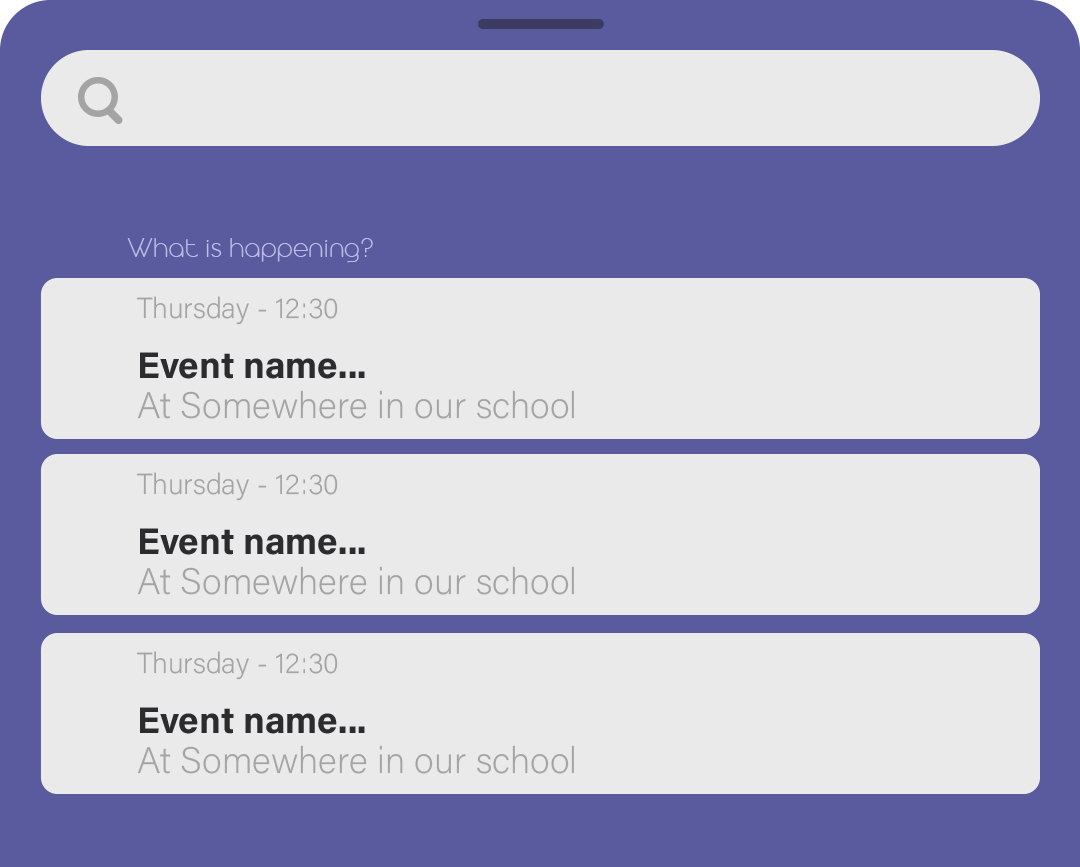 What is happening?
Thursday - 12:30
Event name...
At Somewhere in our school
Thursday - 12:30
Event name...
At Somewhere in our school
Thursday - 12:30
Event name...
At Somewhere in our school